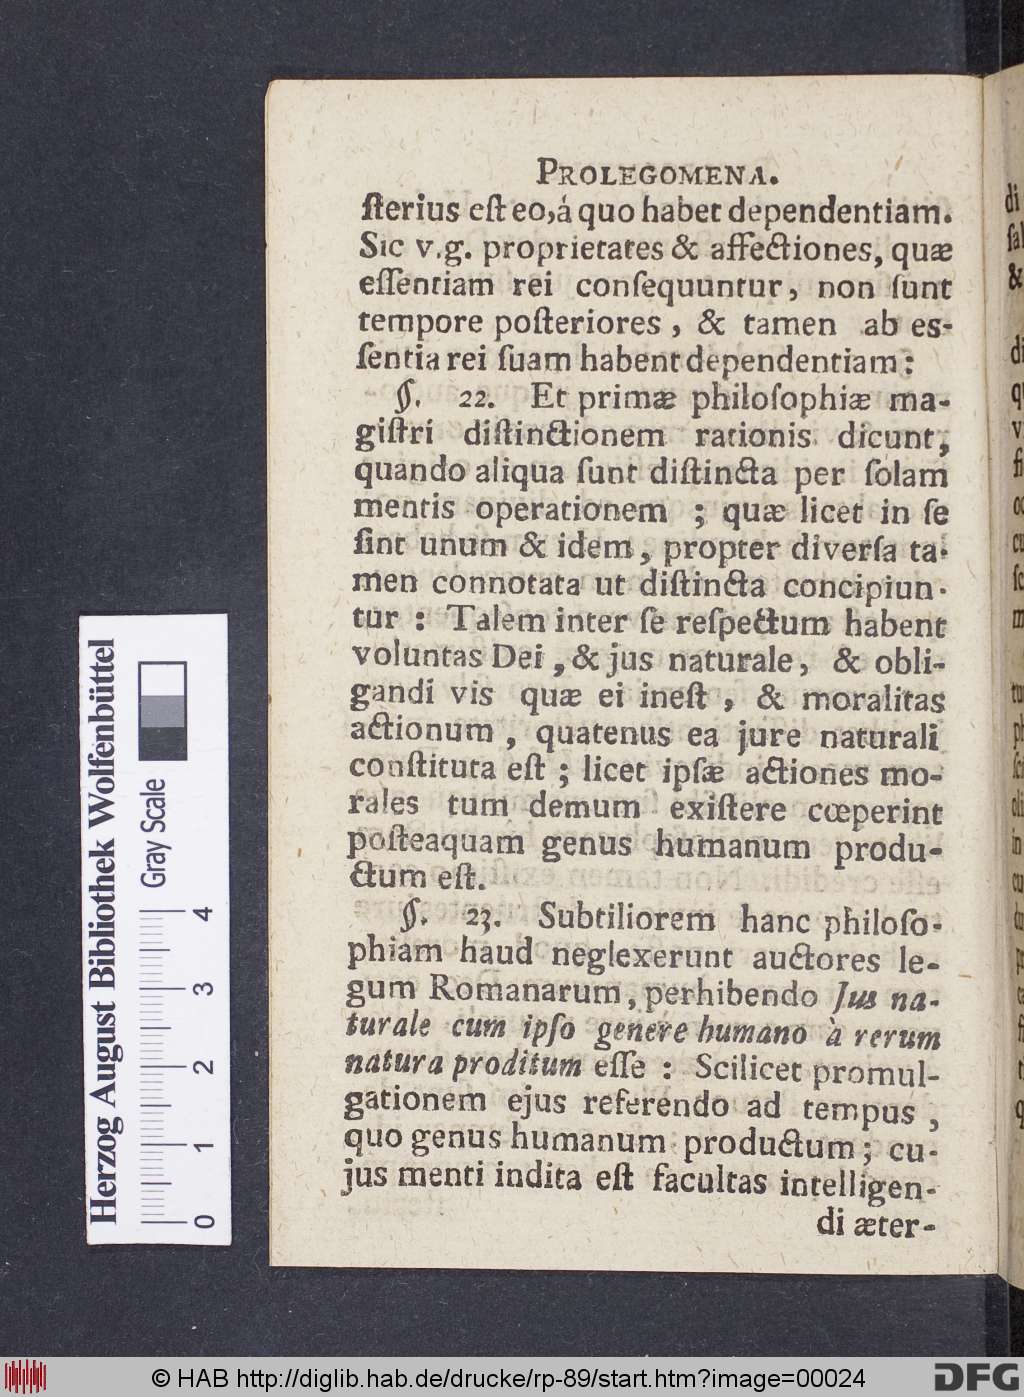 PROLEGOMENA.
ſterius eſt eo, á quo habet dependentiam.
Sic v.g. proprietates & affectiones, quæ
eſſentiam rei conſequuntur, non ſunt
tempore poſteriores, & tamen ab es-
ſentia rei ſuam habent dependentiam:
§. 22. Et primæ philoſophiæ ma-
giſtri diſtinctionem rationis dicunt,
quando aliqua ſunt diſtincta per ſolam
mentis operationem; quæ licet in ſe
ſint unum & idem, propter diverſa ta-
men connotata ut diſtincta concipiun-
tur: Talem inter ſe reſpectum habent
voluntas Dei, & jus naturale, & obli-
gandi vis quæ ei ineſt, & moralitas
actionum, quatenus ea jure naturali
conſtituta eſt; licet ipſæ actiones mo-
rales tum demum exiſtere cœperint
poſteaquam genus humanum produ-
ctum eſt.
§. 23. Subtiliorem hanc philoſo-
phiam haud neglexerunt auctores le-
gum Romanarum, perhibendo Jus na-
turale cum ipſo genere humano à rerum
natura proditum eſſe: Scilicet promul-
gationem ejus referendo ad tempus,
quo genus humanum productum; cu-
jus menti indita eſt facultas intelligen-
di æter-
Herzog August Bibliothek Wolfenbüttel
Gray Scale
0 1 2 3 4
© HAB http://diglib.hab.de/drucke/rp-89/start.htm?image=00024
DFG